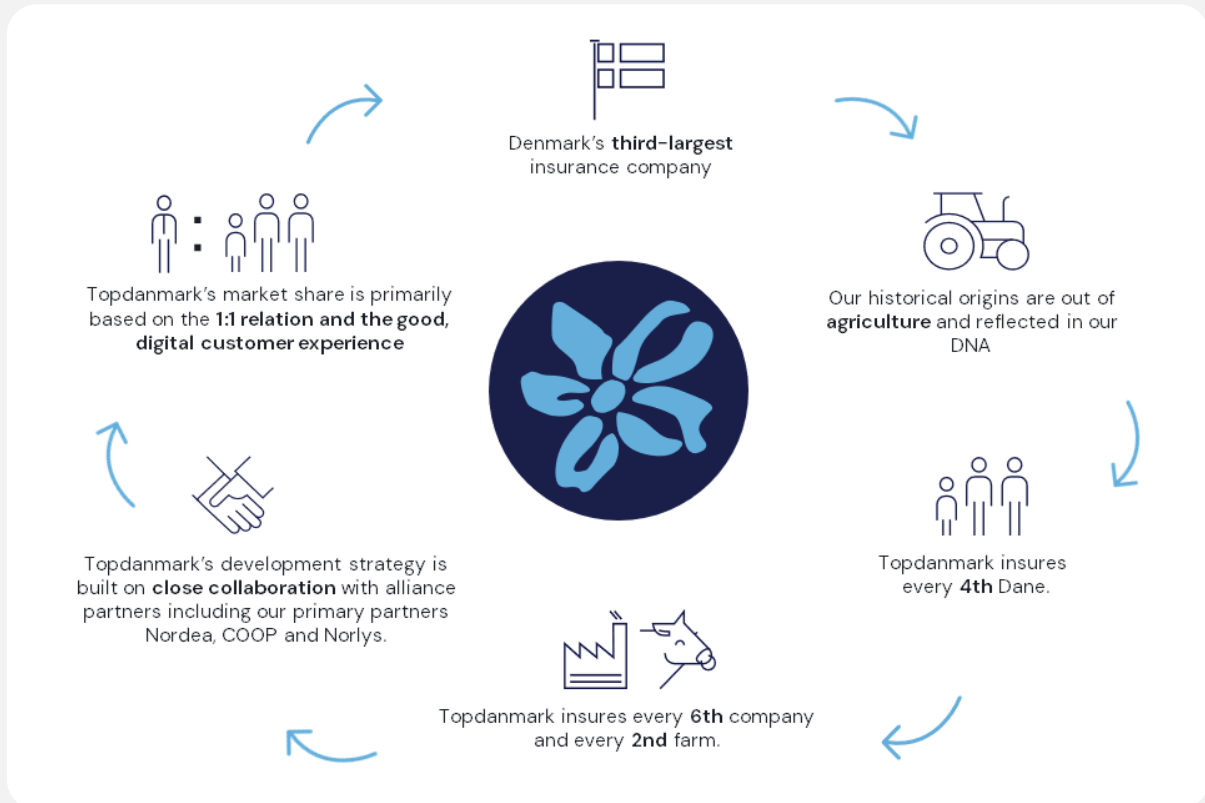 Denmark's third-largest
insurance company
Our historical origins are out of
agriculture and reflected in our
DNA
Topdanmark insures
every 4th Dane.
Topdanmark insures every 6th company
and every 2nd farm.
Topdanmark's development strategy is
built on close collaboration with alliance
partners including our primary partners
Nordea, COOP and Norlys.
Topdanmark's market share is primarily
based on the 1:1 relation and the good,
digital customer experience